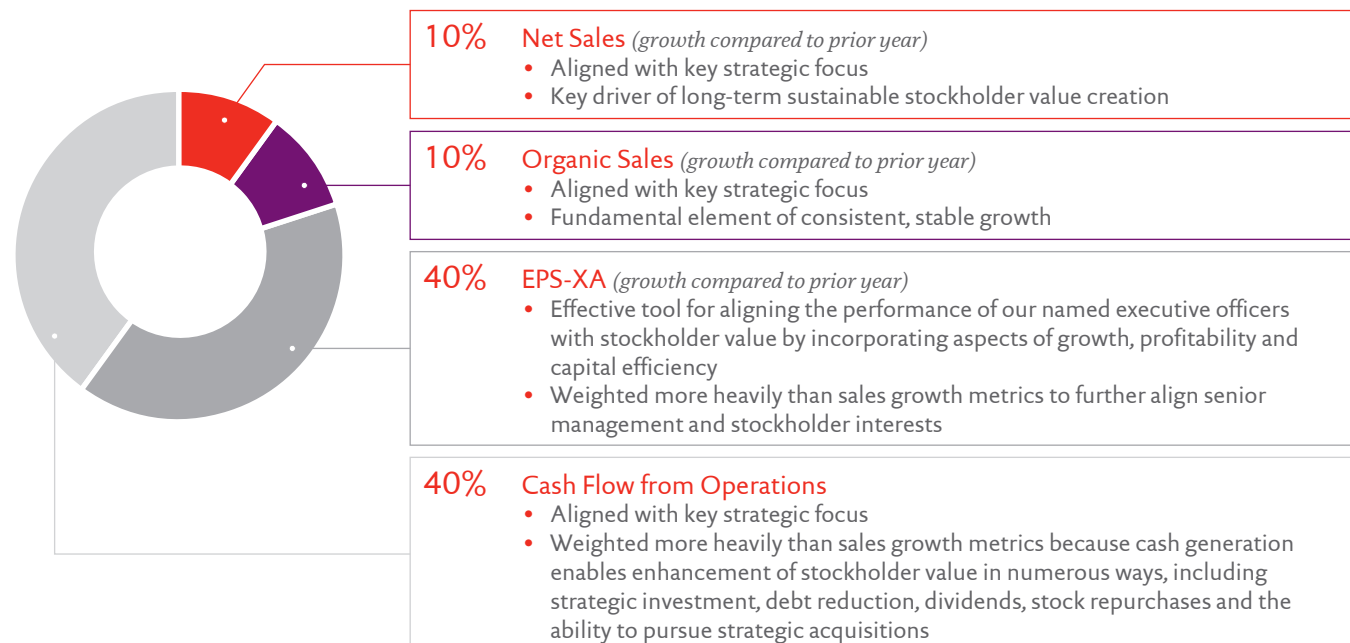 10% Net Sales (growth compared to prior year)
• Aligned with key strategic focus
• Key driver of long-term sustainable stockholder value creation
10% Organic Sales (growth compared to prior year)
• Aligned with key strategic focus
• Fundamental element of consistent, stable growth
40% EPS-XA (growth compared to prior year)
• Effective tool for aligning the performance of our named executive officers
with stockholder value by incorporating aspects of growth, profitability and
capital efficiency
• Weighted more heavily than sales growth metrics to further align senior
management and stockholder interests
40% Cash Flow from Operations
• Aligned with key strategic focus
• Weighted more heavily than sales growth metrics because cash generation
enables enhancement of stockholder value in numerous ways, including
strategic investment, debt reduction, dividends, stock repurchases and the
ability to pursue strategic acquisitions